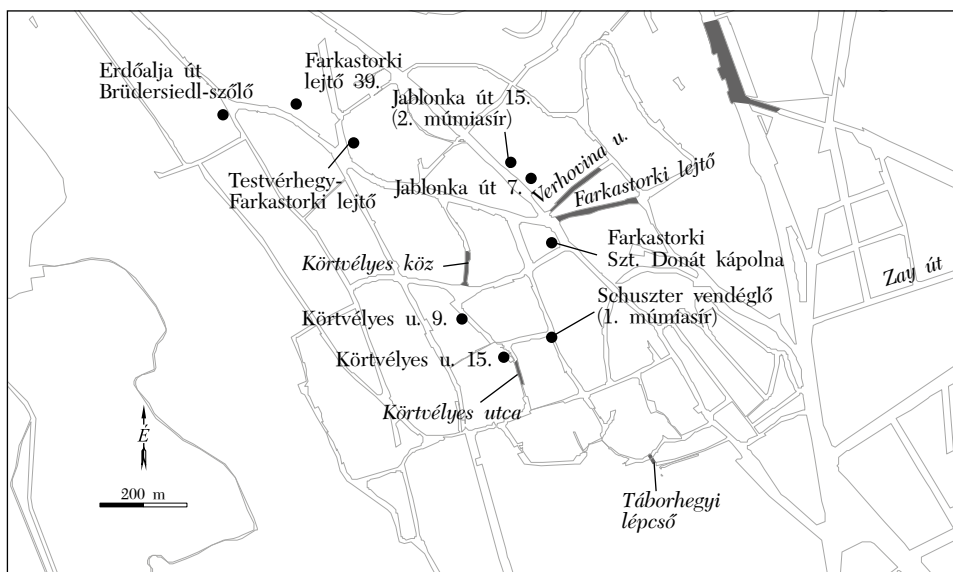 Erdőalja út
Brüdersiedl-szőlő
Farkastorki
lejtő 39.
Jablonka út 15.
(2. múmiasír)
Testvérhegy-
Farkastorki lejtő
Jablonka út 7.
Verhovina u.
Farkastorki lejtő
Farkastorki
Szt. Donát kápolna
Körtvélyes köz
Zay út
Schuszter vendéglő
(1. múmiasír)
Körtvélyes u. 9.
Körtvélyes u. 15.
Körtvélyes utca
É
200 m
Táborhegyi
lépcső